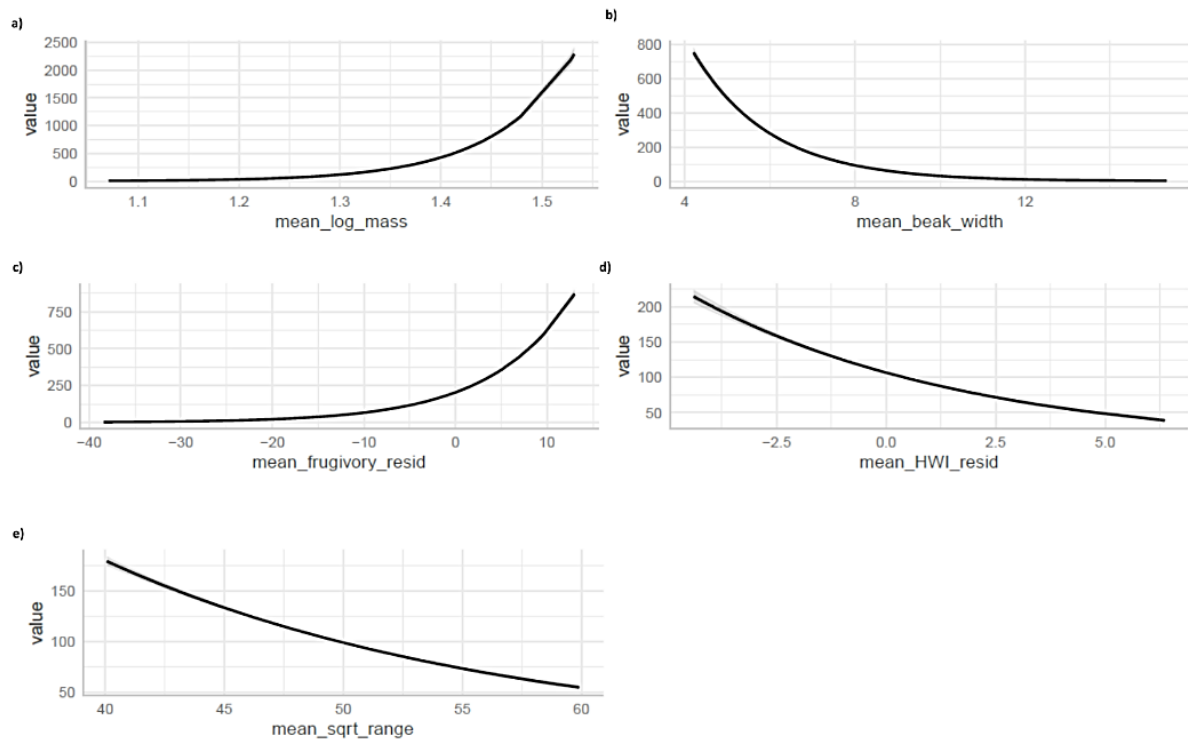 a)
2500
2000
1500
1000
500
0
value
1.1 1.2 1.3 1.4 1.5
mean_log_mass
b)
800
600
400
200
0
value
4 8 12
mean_beak_width
c)
750
500
250
0
value
−40 −30 −20 −10 0 10
mean_frugivory_resid
d)
200
150
100
50
value
−2.5 0.0 2.5 5.0
mean_HWI_resid
e)
150
100
50
value
40 45 50 55 60
mean_sqrt_range